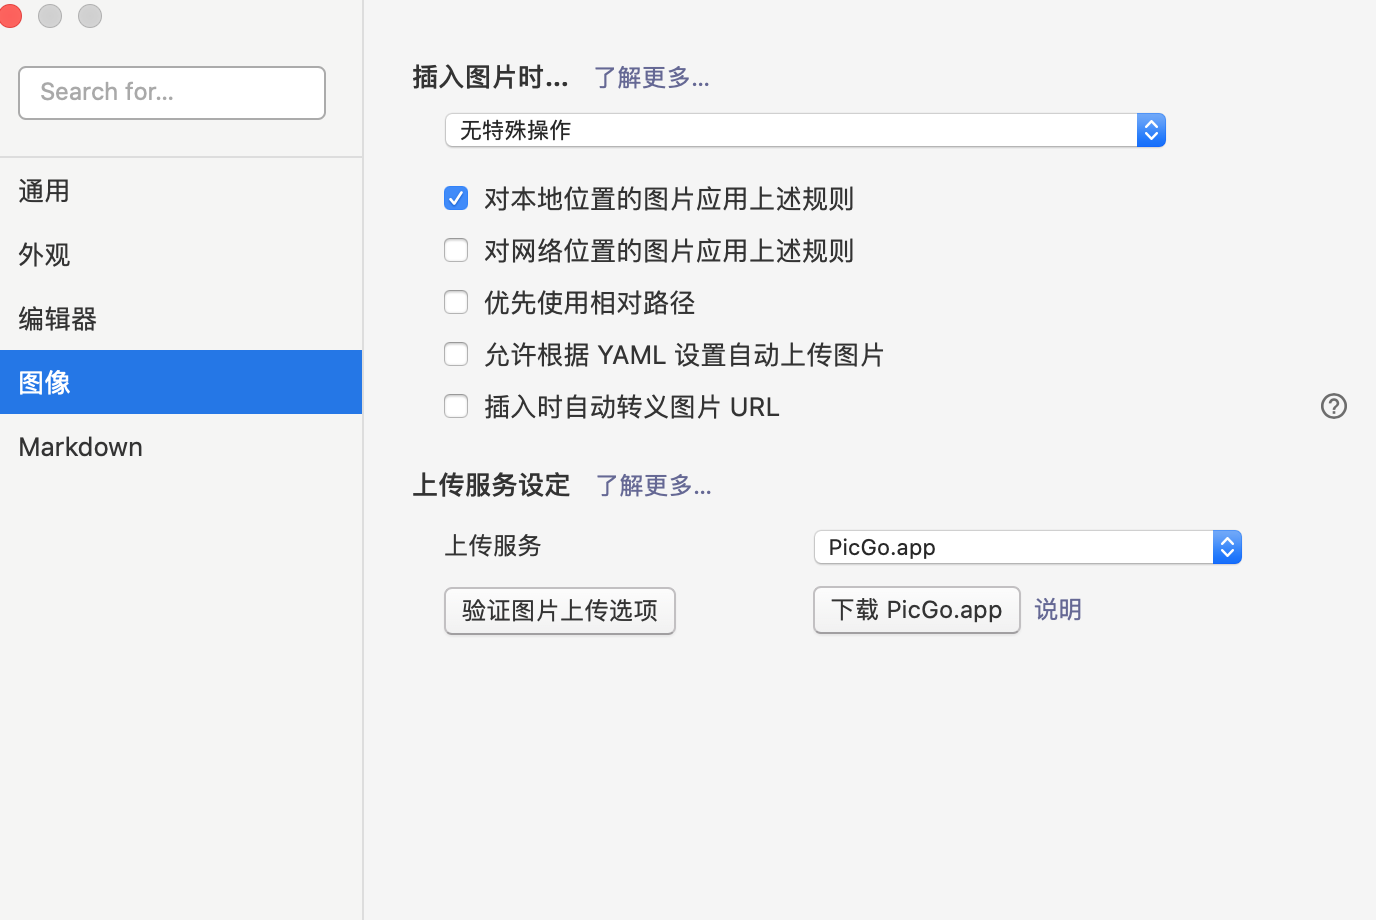 Search for...
通用
外观
编辑器
图像
Markdown
插入图片时... 了解更多...
无特殊操作
对本地位置的图片应用上述规则
对网络位置的图片应用上述规则
优先使用相对路径
允许根据 YAML 设置自动上传图片
插入时自动转义图片 URL
上传服务设定 了解更多...
上传服务 PicGo.app
验证图片上传选项 下载 PicGo.app 说明